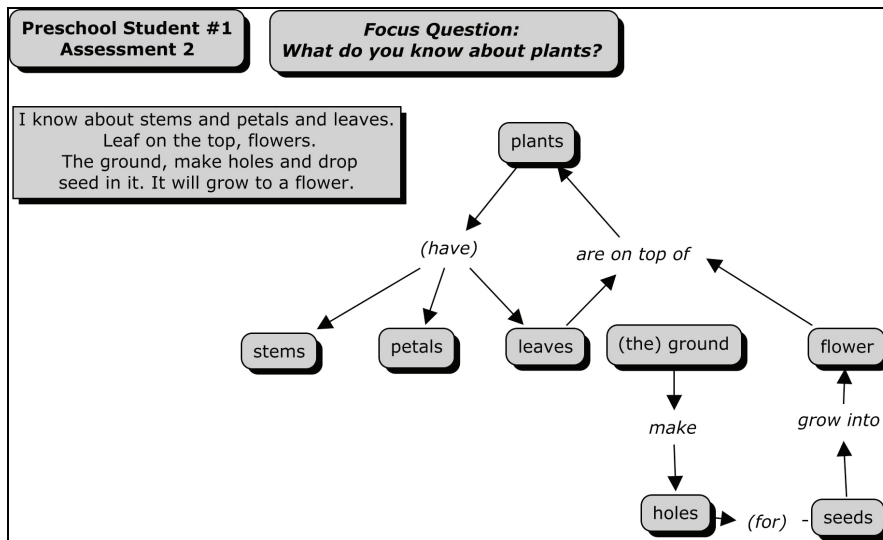 Preschool Student #1
Assessment 2
Focus Question:
What do you know about plants?
I know about stems and petals and leaves.
Leaf on the top, flowers.
The ground, make holes and drop
seed in it. It will grow to a flower.
plants
(have)
are on top of
stems
petals
leaves
(the) ground
flower
make
grow into
holes
(for)
seeds